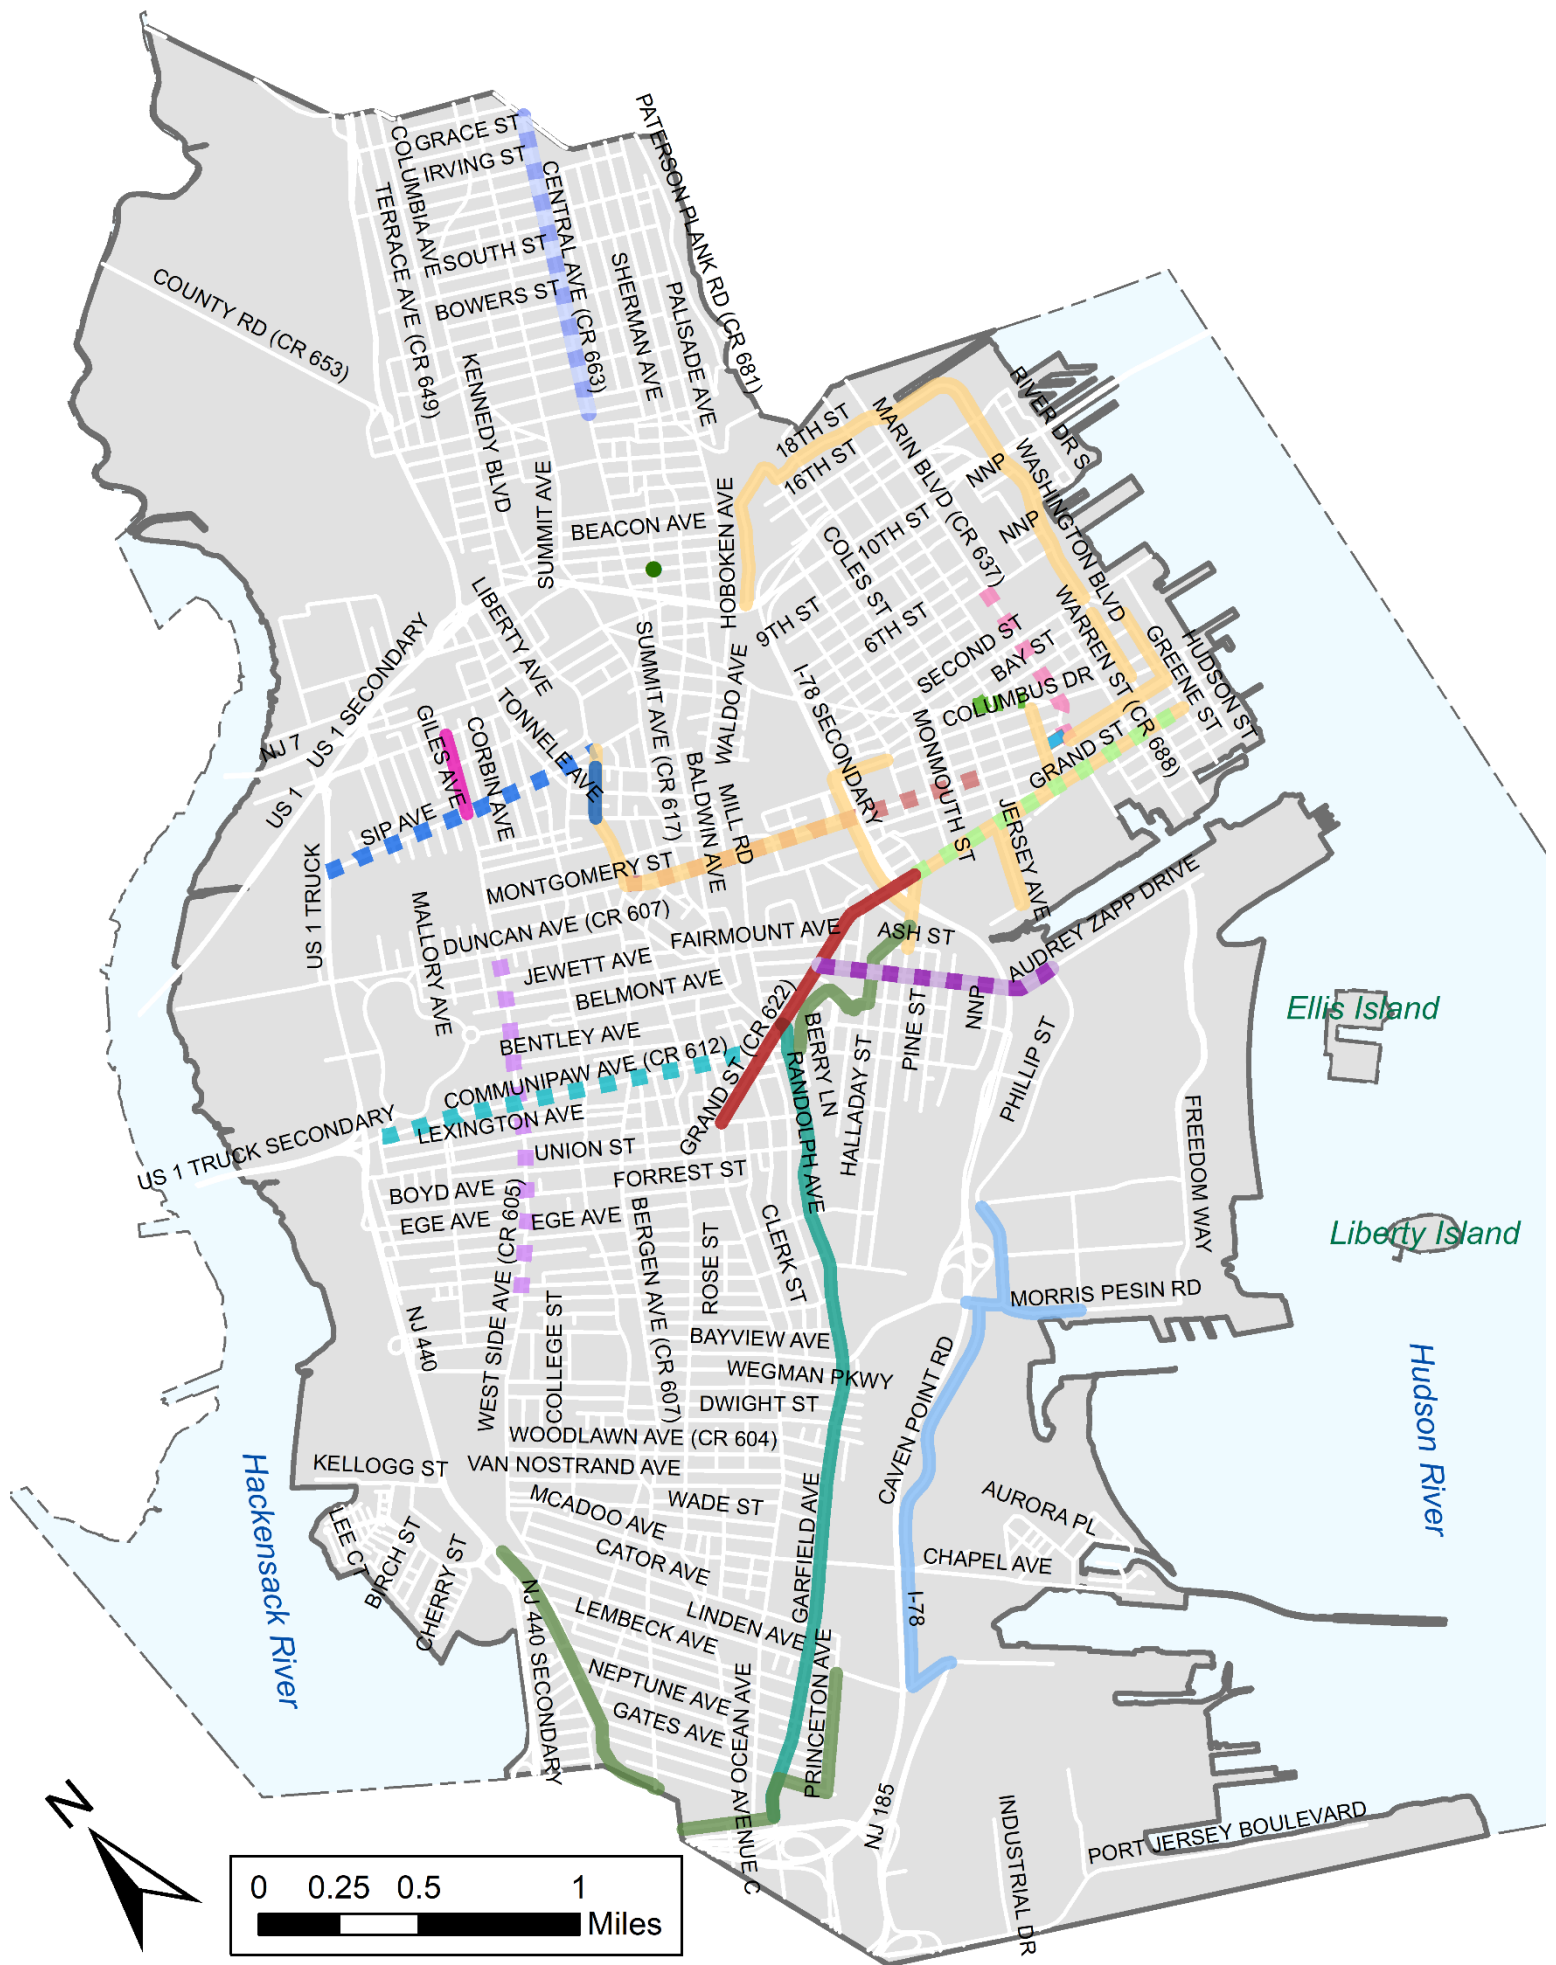 GRACE ST
IRVING ST
COLUMBIA AVE
TERRACE AVE (CR 649)
CENTRAL AVE (CR 663)
PATERSON PLANK RD (CR 681)
SOUTH ST
BOWERS ST
SHERMAN AVE
PALISADE AVE
COUNTY RD (CR 653)
KENNEDY BLVD
SUMMIT AVE
BEACON AVE
HOBOKEN AVE
18TH ST
16TH ST
MARIN BLVD (CR 637)
RIVER DR S
NNP
WASHINGTON BLVD
NNP
10TH ST
COLES ST
9TH ST
6TH ST
LIBERTY AVE
US 1 SECONDARY
NJ 7
US 1
SUMMIT AVE (CR 617)
WALDO AVE
I-78 SECONDARY
SECOND ST
BAY ST
COLUMBUS DR
WARREN ST (CR 688)
GREENE ST
HUDSON ST
GILES AVE
CORBIN AVE
TONNELE AVE
SIP AVE
BALDWIN AVE
MILL RD
MONMOUTH ST
GRAND ST
JERSEY AVE
US 1 TRUCK
MONTGOMERY ST
MALLORY AVE
DUNCAN AVE (CR 607)
FAIRMOUNT AVE
ASH ST
AUDREY ZAPP DRIVE
JEWETT AVE
BELMONT AVE
BENTLEY AVE
COMMUNIPAW AVE (CR 612)
GRAND ST (CR 622)
LEXINGTON AVE
US 1 TRUCK SECONDARY
RANDOLPH AVE
BERRY LN
HALLADAY ST
PINE ST
NNP
PHILLIP ST
Ellis Island
FREEDOM WAY
Liberty Island
UNION ST
FORREST ST
BOYD AVE
EGE AVE
EGE AVE
WEST SIDE AVE (CR 605)
BERGEN AVE (CR 607)
ROSE ST
CLERK ST
MORRIS PESIN RD
NJ 440
COLLEGE ST
BAYVIEW AVE
WEGMAN PKWY
DWIGHT ST
WOODLAWN AVE (CR 604)
CAVEN POINT RD
Hudson River
KELLOGG ST
VAN NOSTRAND AVE
Hackensack River
LEE CT
BIRCH ST
CHERRY ST
MCADOO AVE
WADE ST
CATOR AVE
GARFIELD AVE
AURORA PL
CHAPEL AVE
I-78
NJ 440 SECONDARY
LEMBECK AVE
LINDEN AVE
NEPTUNE AVE
GATES AVE
OCEAN AVE
PRINCETON AVE
AVENUE C
NJ 185
INDUSTRIAL DR
PORT JERSEY BOULEVARD
N
0 0.25 0.5 1
Miles